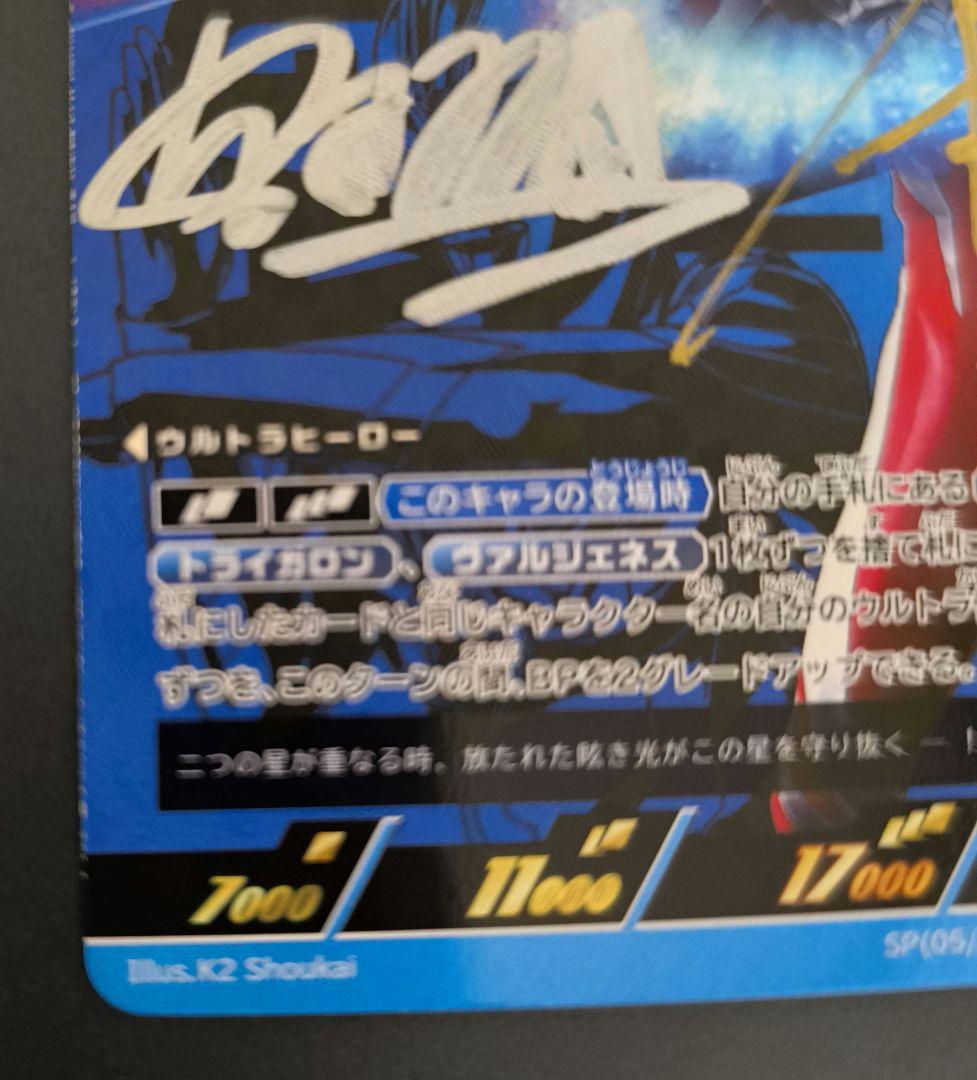 ウルトラヒーロー
このキャラの登場時 自分の手札にある
トライガロン、ヴァルジェネス 1枚ずつを捨て札に
札にしたカードと同じキャラクター名の自分のウルトラ
ずつを、このターンの間、BPを2グレードアップできる。
二つの星が重なる時、放たれた眩き光がこの星を守り抜く ー
7000 11000 17000
SP(05/
Illus.K2 Shoukai